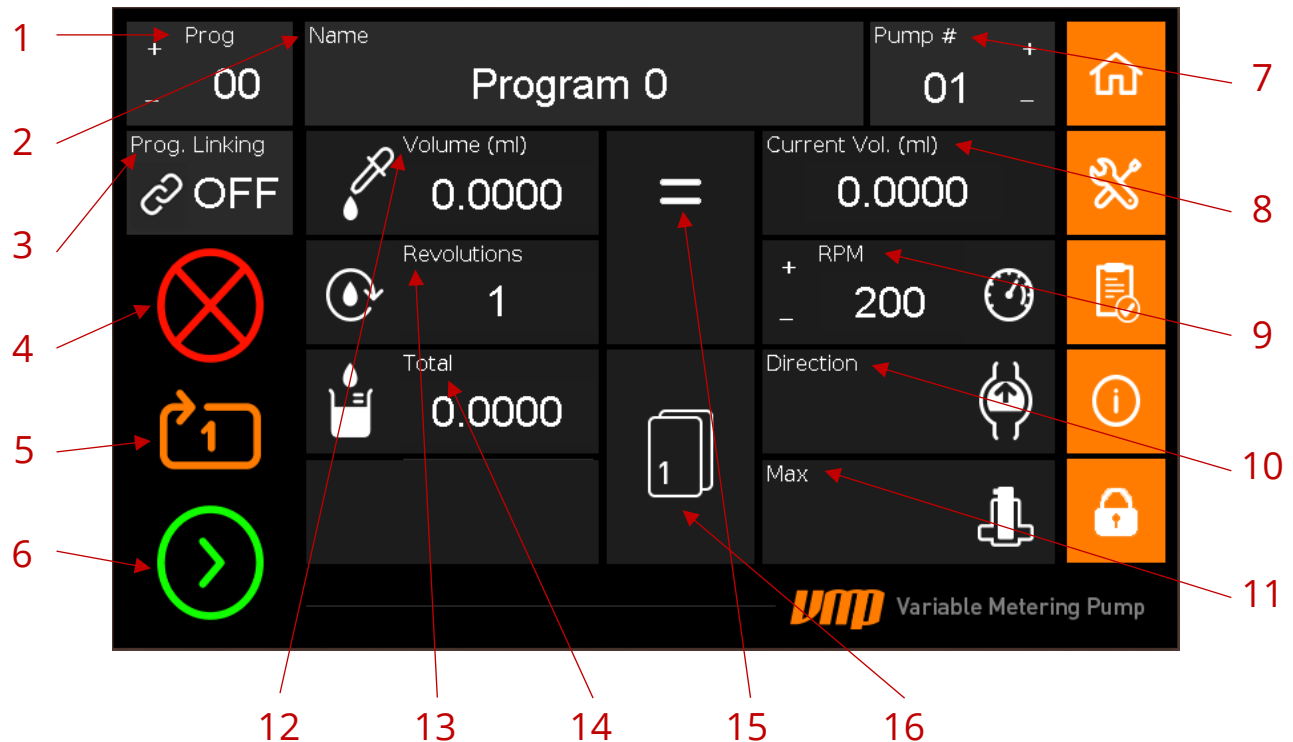 1
Prog
+
00
–
2
Name
Program 0
Pump #
+
01
–
7
3
Prog. Linking
OFF
Volume (ml)
0.0000
=
Current Vol. (ml)
0.0000
8
4
Revolutions
1
RPM
+
200
–
9
5
1
Total
0.0000
1
Direction
i
10
6
Max
11
vmp Variable Metering Pump
12 13 14 15 16